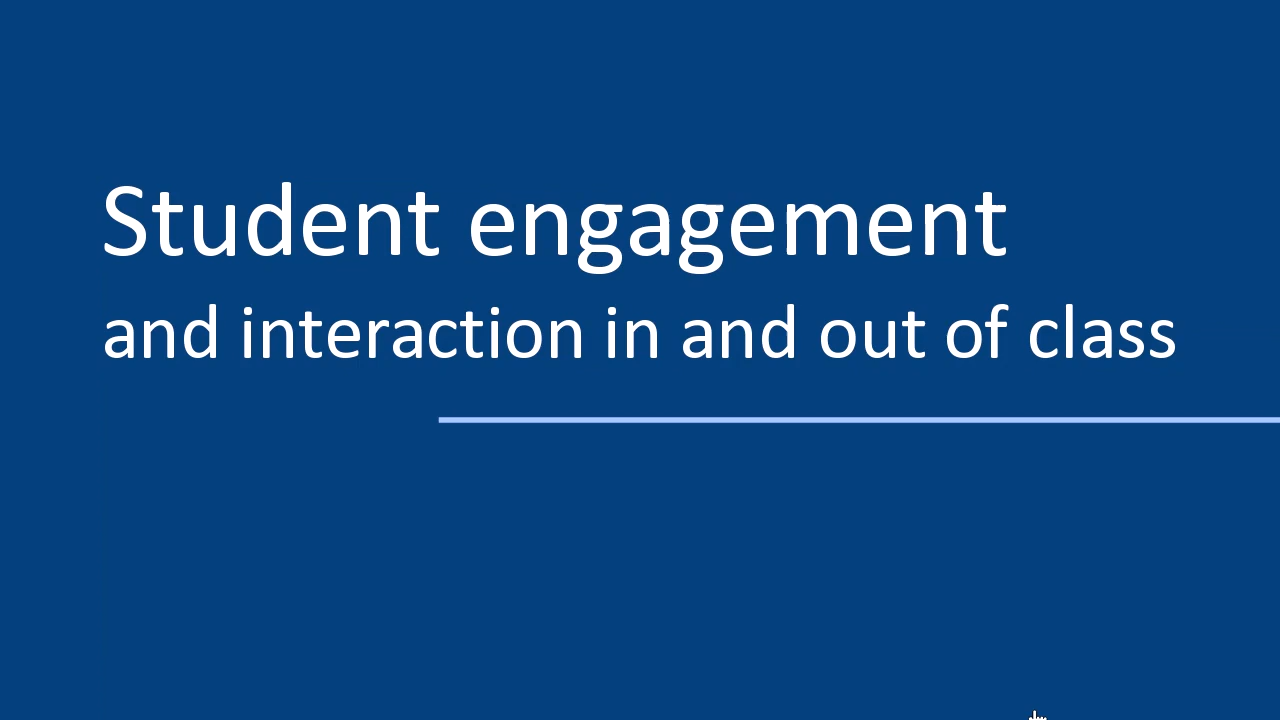 Student engagement
and interaction in and out of class